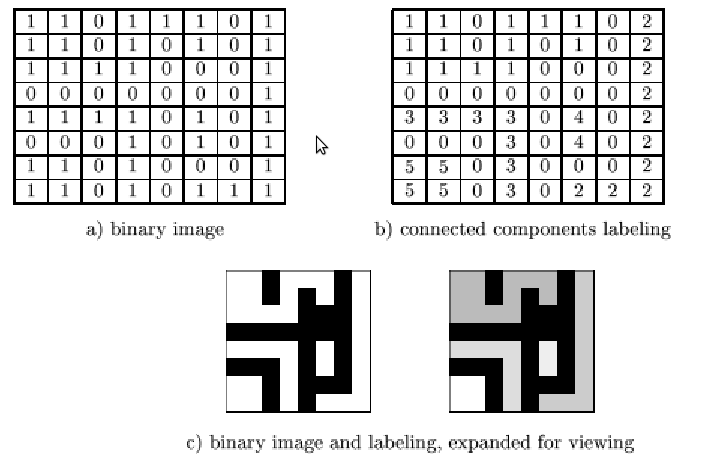 1 1 0 1 1 1 0 1
1 1 0 1 0 1 0 1
1 1 1 1 0 0 0 1
0 0 0 0 0 0 0 1
1 1 1 1 0 1 0 1
0 0 0 1 0 1 0 1
1 1 0 1 0 0 0 1
1 1 0 1 0 1 1 1
a) binary image
1 1 0 1 1 1 0 2
1 1 0 1 0 1 0 2
1 1 1 1 0 0 0 2
0 0 0 0 0 0 0 2
3 3 3 3 0 4 0 2
0 0 0 3 0 4 0 2
5 5 0 3 0 0 0 2
5 5 0 3 0 2 2 2
b) connected components labeling
c) binary image and labeling, expanded for viewing